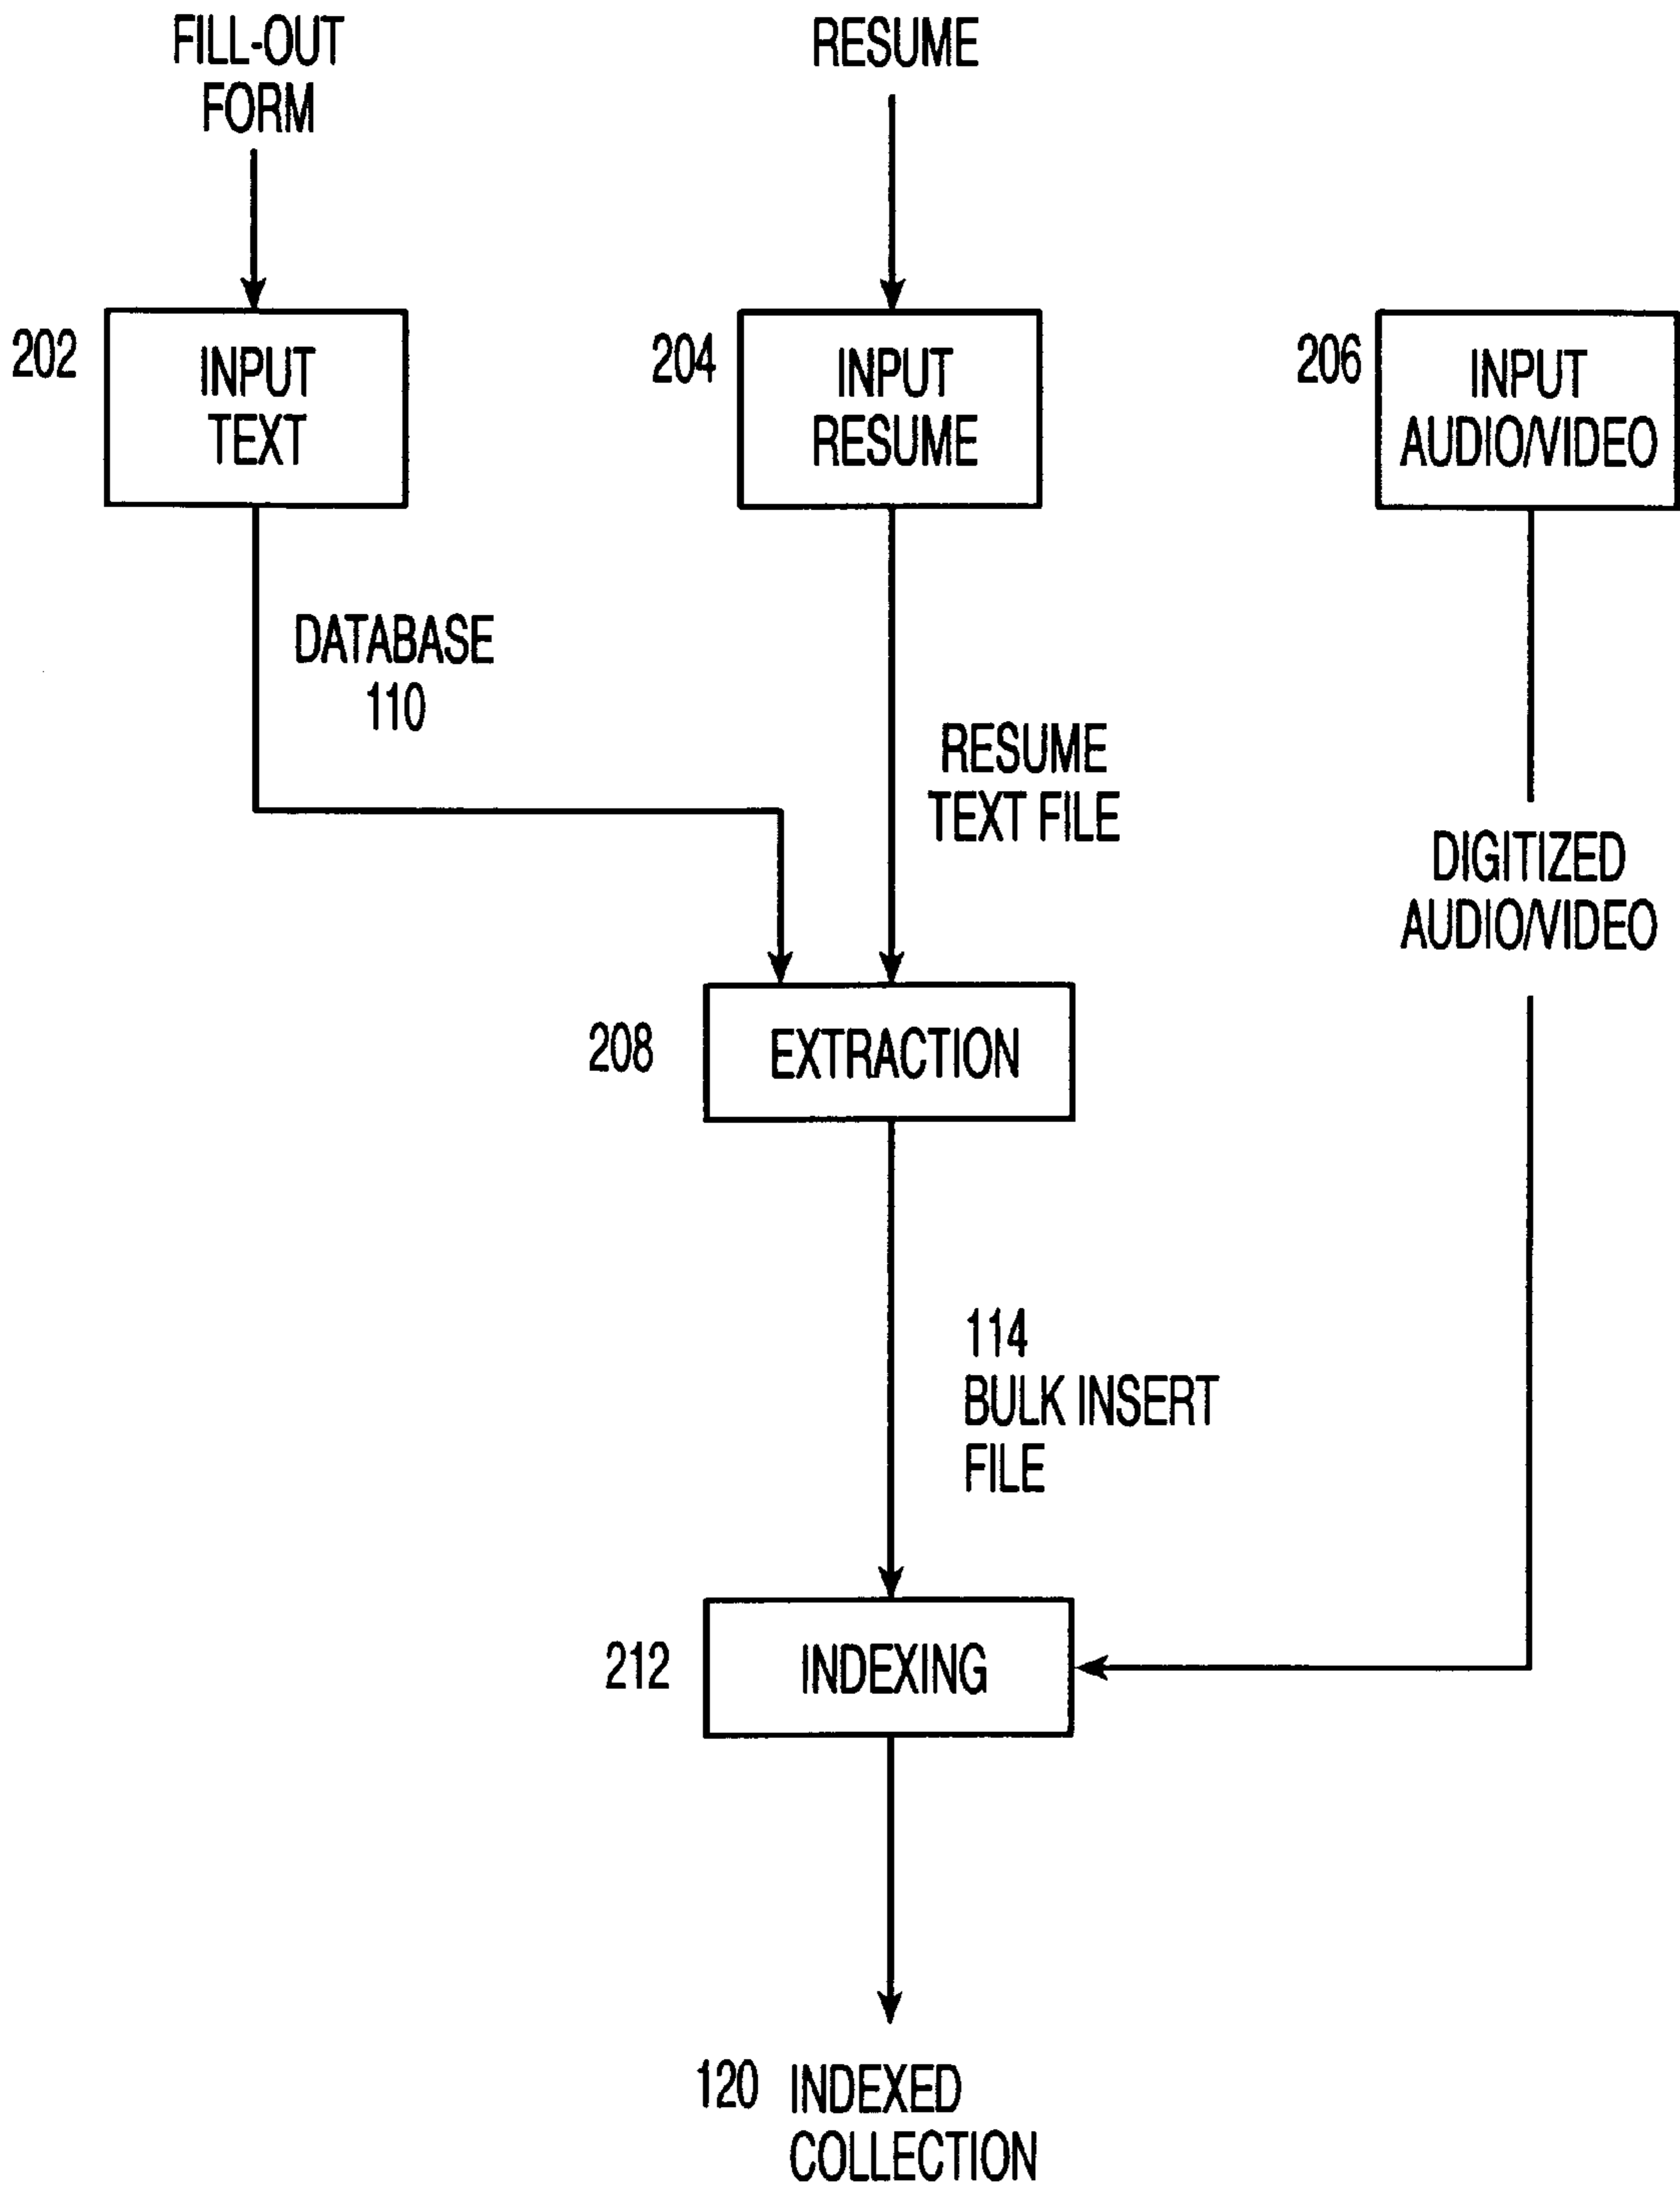 FILL-OUT
FORM
RESUME
202
INPUT
TEXT
204
INPUT
RESUME
206
INPUT
AUDIO/VIDEO
DATABASE
110
RESUME
TEXT FILE
DIGITIZED
AUDIO/VIDEO
208
EXTRACTION
114
BULK INSERT
FILE
212
INDEXING
120 INDEXED
COLLECTION